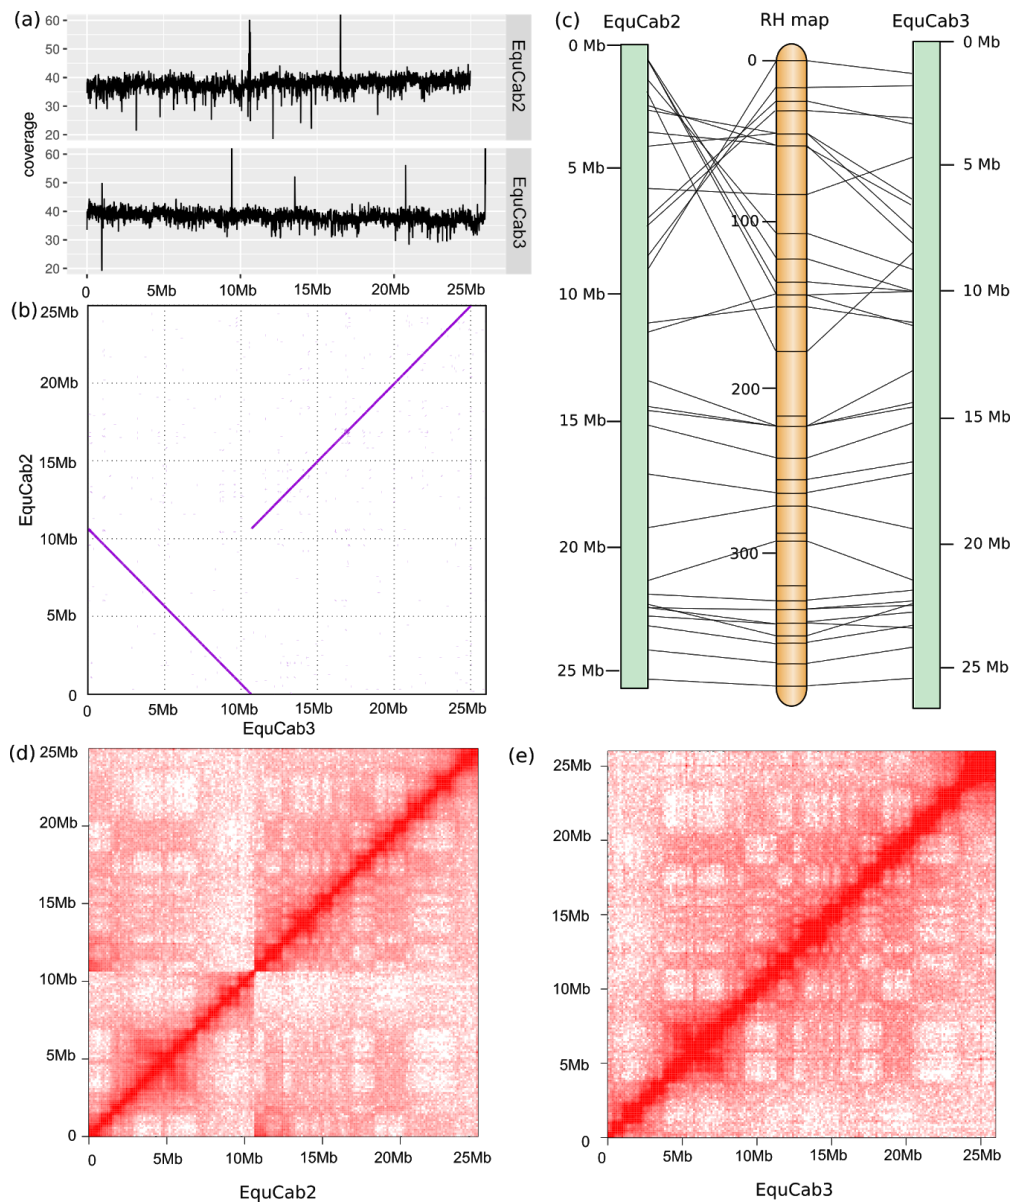 (a)
60
50
40
30
20
EquCab2
coverage
60
50
40
30
20
EquCab3
0 5Mb 10Mb 15Mb 20Mb 25Mb
(b)
25Mb
20Mb
15Mb
10Mb
5Mb
0
EquCab2
0 5Mb 10Mb 15Mb 20Mb 25Mb
EquCab3
(c) EquCab2 RH map EquCab3
0 Mb
5 Mb
10 Mb
15 Mb
20 Mb
25 Mb
0
100
200
300
0 Mb
5 Mb
10 Mb
15 Mb
20 Mb
25 Mb
(d)
25Mb
20Mb
15Mb
10Mb
5Mb
0
0 5Mb 10Mb 15Mb 20Mb 25Mb
EquCab2
(e)
25Mb
20Mb
15Mb
10Mb
5Mb
0
0 5Mb 10Mb 15Mb 20Mb 25Mb
EquCab3